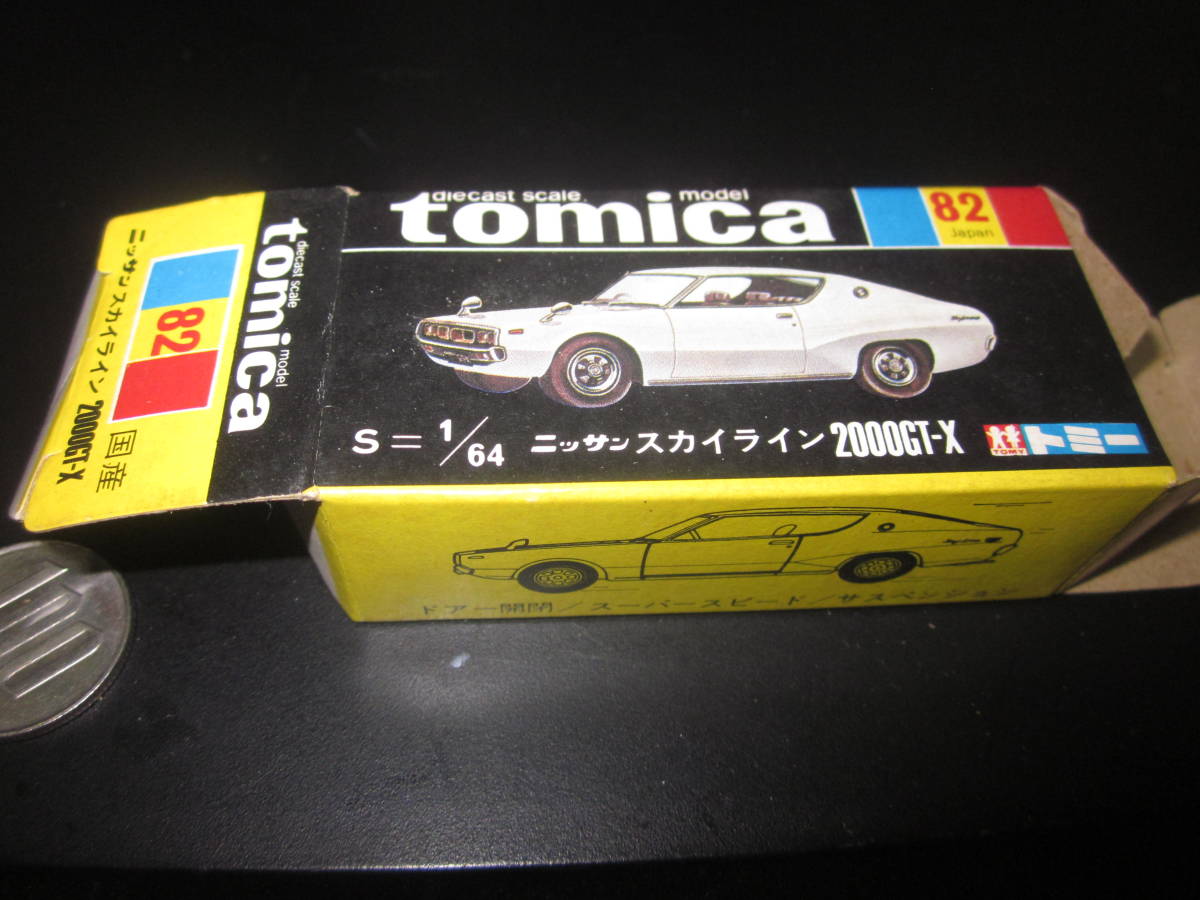 diecast scale model
tomica
82
Japan
S = 1/64 ニッサンスカイライン 2000GT-X
TOMY トミー
ドアー開閉/スーパースピード/サスペンション
diecast scale model
tomica
82
ニッサンスカイライン 2000GT-X
国産
100